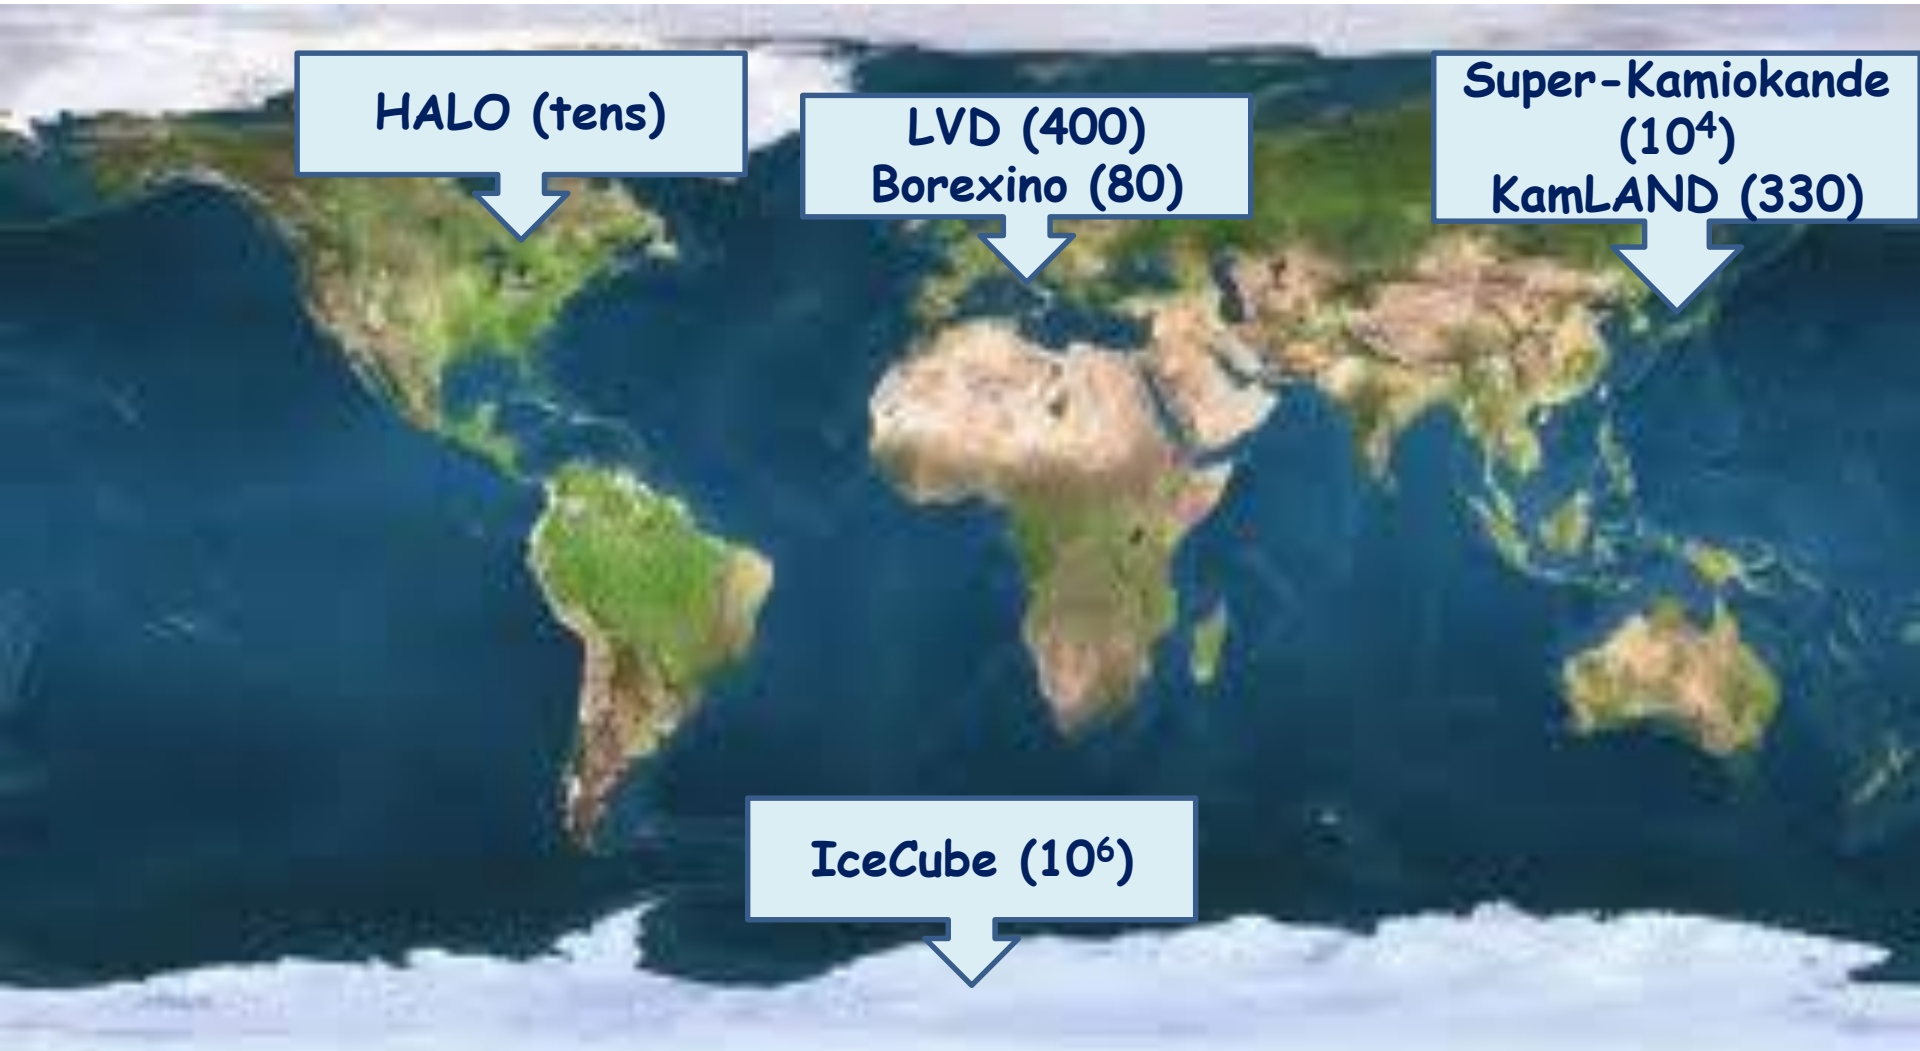 HALO (tens)
LVD (400)
Borexino (80)
Super-Kamiokande
(10⁴)
KamLAND (330)
IceCube (10⁶)